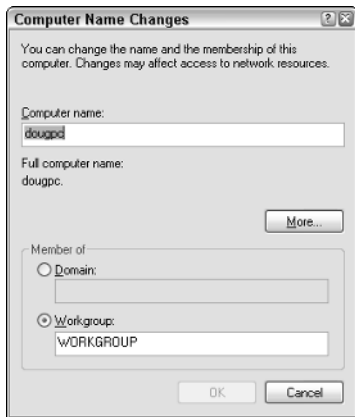 Computer Name Changes
You can change the name and the membership of this
computer. Changes may affect access to network resources.
Computer name:
dougpc
Full computer name:
dougpc.
More...
Member of
Domain:
Workgroup:
WORKGROUP
OK
Cancel